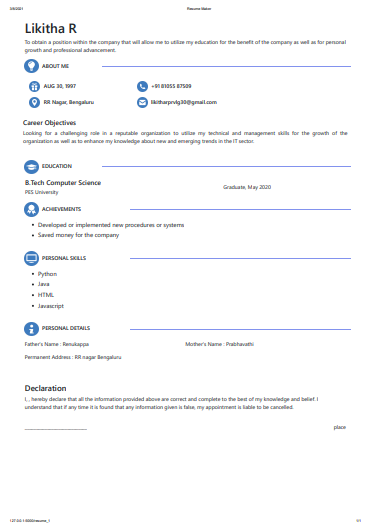 3/8/2021 Resume Maker
Likitha R
To obtain a position within the company that will allow me to utilize my education for the benefit of the company as well as for personal
growth and professional advancement.
ABOUT ME
AUG 30, 1997 +91 81055 87509
RR Nagar, Bengaluru likitharprvlg30@gmail.com
Career Objectives
Looking for a challenging role in a reputable organization to utilize my technical and management skills for the growth of the
organization as well as to enhance my knowledge about new and emerging trends in the IT sector.
EDUCATION
B.Tech Computer Science
PES University
Graduate, May 2020
ACHIEVEMENTS
• Developed or implemented new procedures or systems
• Saved money for the company
PERSONAL SKILLS
• Python
• Java
• HTML
• Javascript
PERSONAL DETAILS
Father's Name : Renukappa Mother's Name : Prabhavathi
Permanent Address : RR nagar Bengaluru
Declaration
I, , hereby declare that all the information provided above are correct and complete to the best of my knowledge and belief. I
understand that if any time it is found that any information given is false, my appointment is liable to be cancelled.
place
127.0.0.1:8000/resume_1 1/1